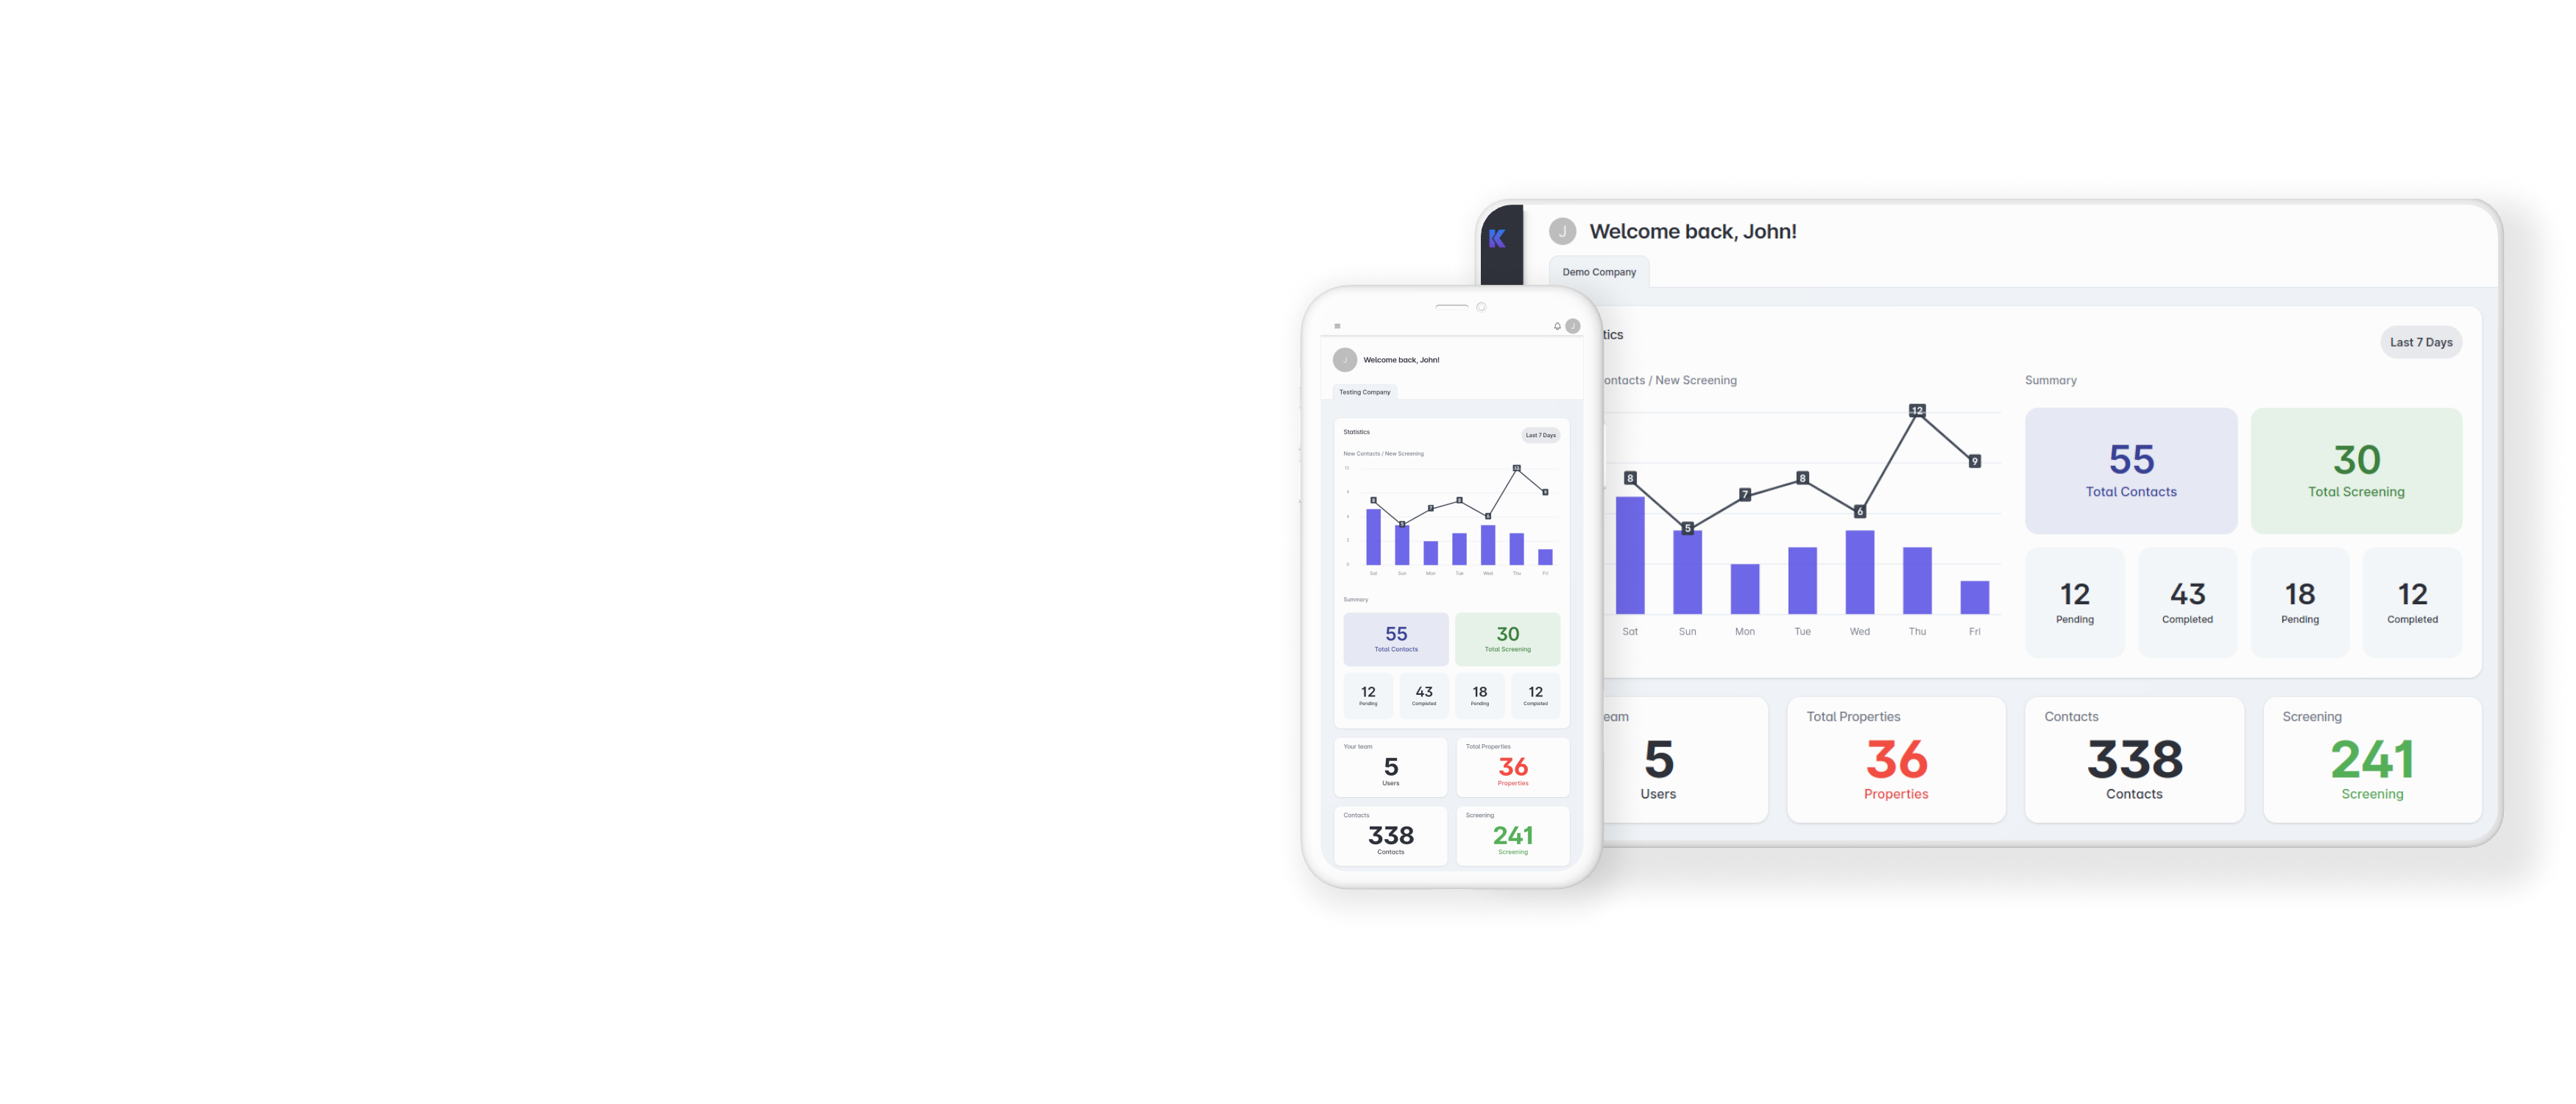 J Welcome back, John!
Demo Company
tics
Last 7 Days
ontacts / New Screening
Summary
12
9
8
8
7
6
5
Sat Sun Mon Tue Wed Thu Fri
55
Total Contacts
30
Total Screening
12
Pending
43
Completed
18
Pending
12
Completed
eam
5
Users
Total Properties
36
Properties
Contacts
338
Contacts
Screening
241
Screening
J
Welcome back, John!
Testing Company
Statistics
Last 7 Days
New Contacts / New Screening
Sat Sun Mon Tue Wed Thu Fri
Summary
55
Total Contacts
30
Total Screening
12
Pending
43
Completed
18
Pending
12
Completed
Your team
5
Users
Total Properties
36
Properties
Contacts
338
Contacts
Screening
241
Screening